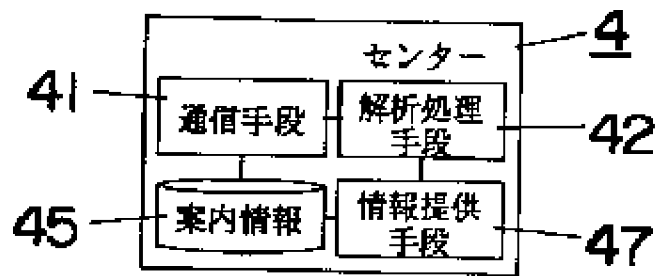 センター 4
41 通信手段 解析処理
手段 42
45 案内情報 情報提供
手段 47